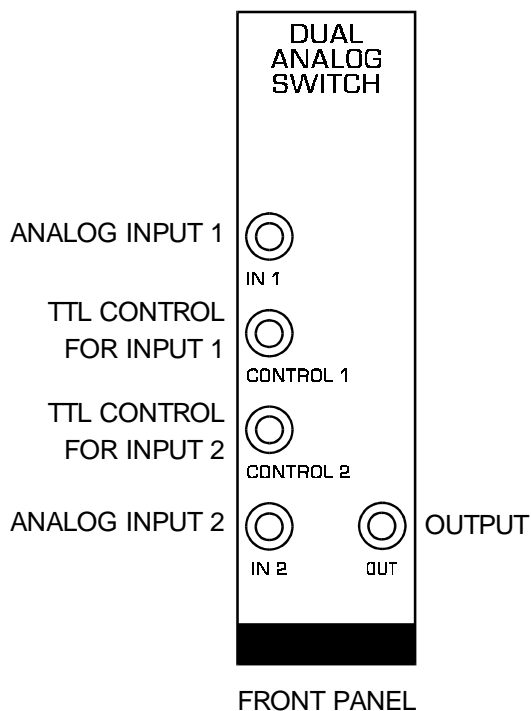 DUAL
ANALOG
SWITCH
ANALOG INPUT 1
IN 1
TTL CONTROL
FOR INPUT 1
CONTROL 1
TTL CONTROL
FOR INPUT 2
CONTROL 2
ANALOG INPUT 2
OUTPUT
IN 2
OUT
FRONT PANEL